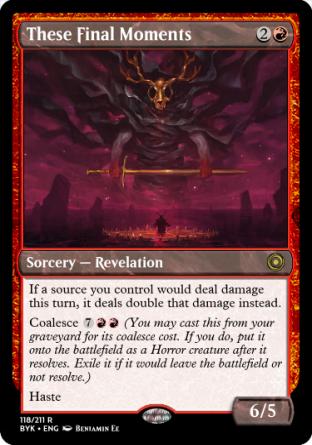 These Final Moments 2
Sorcery — Revelation
If a source you control would deal damage
this turn, it deals double that damage instead.
Coalesce 7 (You may cast this from your
graveyard for its coalesce cost. If you do, put it
onto the battlefield as a Horror creature after it
resolves. Exile it if it would leave the battlefield
or not resolve.)
Haste
6/5
118/211 R
BYK • ENG Benjamin Ee